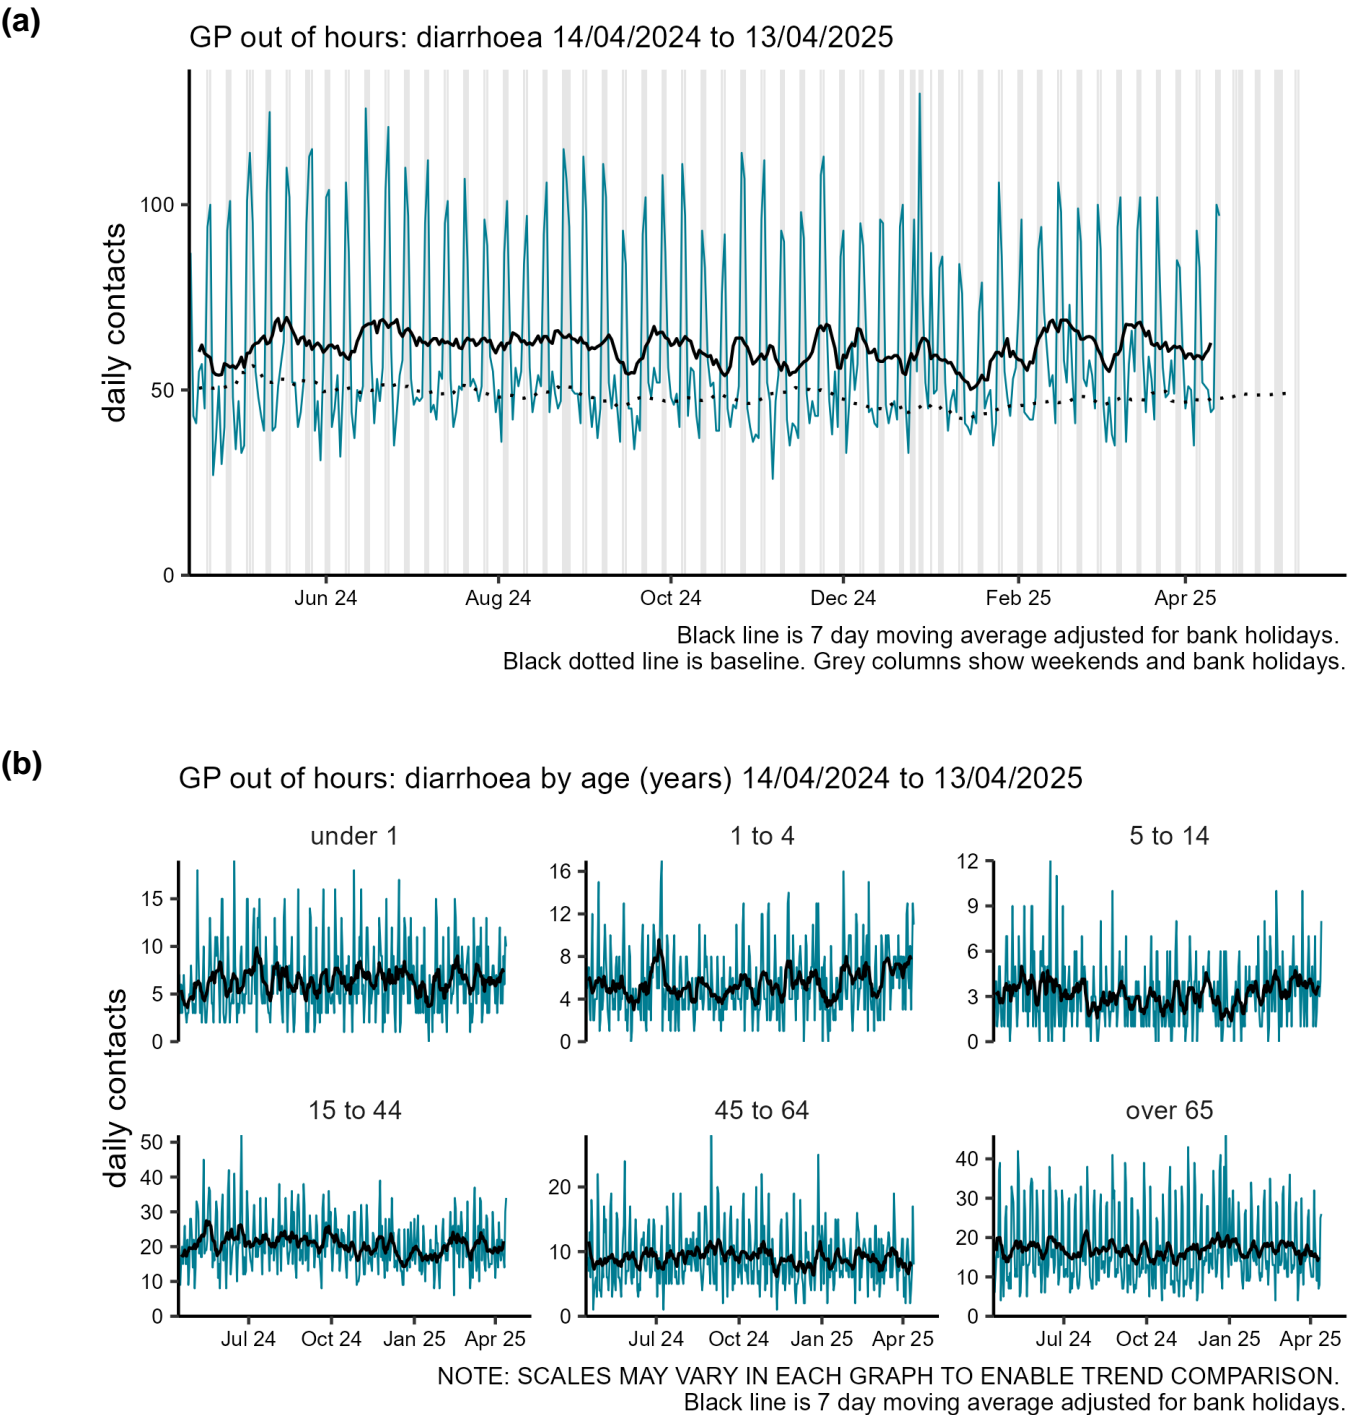 (a)
GP out of hours: diarrhoea 14/04/2024 to 13/04/2025
daily contacts
100
50
0
Jun 24 Aug 24 Oct 24 Dec 24 Feb 25 Apr 25
Black line is 7 day moving average adjusted for bank holidays.
Black dotted line is baseline. Grey columns show weekends and bank holidays.
(b)
GP out of hours: diarrhoea by age (years) 14/04/2024 to 13/04/2025
daily contacts
under 1
15
10
5
0
1 to 4
16
12
8
4
0
5 to 14
12
9
6
3
0
15 to 44
50
40
30
20
10
0
Jul 24 Oct 24 Jan 25 Apr 25
45 to 64
20
10
0
Jul 24 Oct 24 Jan 25 Apr 25
over 65
40
30
20
10
0
Jul 24 Oct 24 Jan 25 Apr 25
NOTE: SCALES MAY VARY IN EACH GRAPH TO ENABLE TREND COMPARISON.
Black line is 7 day moving average adjusted for bank holidays.